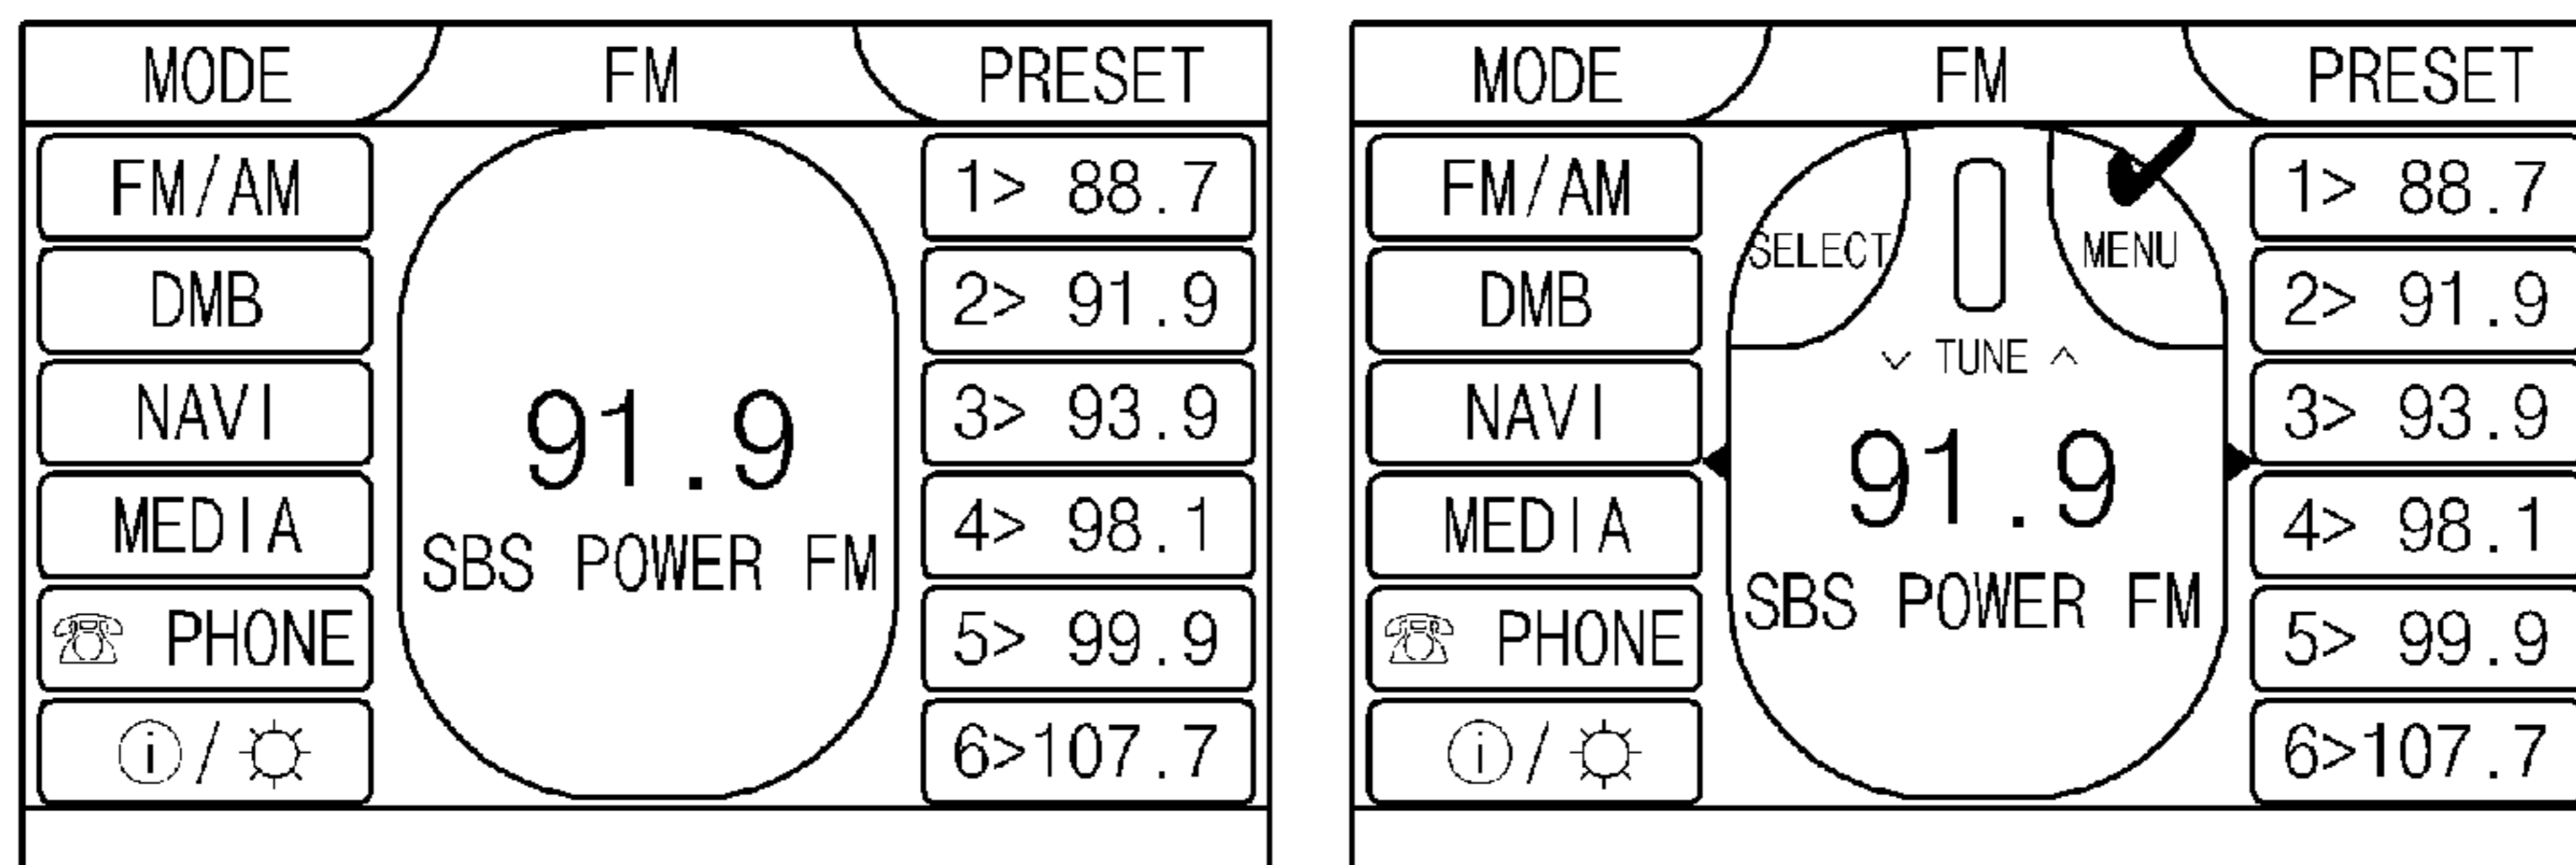 MODE FM PRESET
FM/AM
DMB
NAVI
MEDIA
☏ PHONE
ⓘ/☼
91.9
SBS POWER FM
1> 88.7
2> 91.9
3> 93.9
4> 98.1
5> 99.9
6>107.7
MODE FM PRESET
FM/AM
DMB
NAVI
MEDIA
☏ PHONE
ⓘ/☼
SELECT
MENU
∨ TUNE ∧
91.9
SBS POWER FM
1> 88.7
2> 91.9
3> 93.9
4> 98.1
5> 99.9
6>107.7